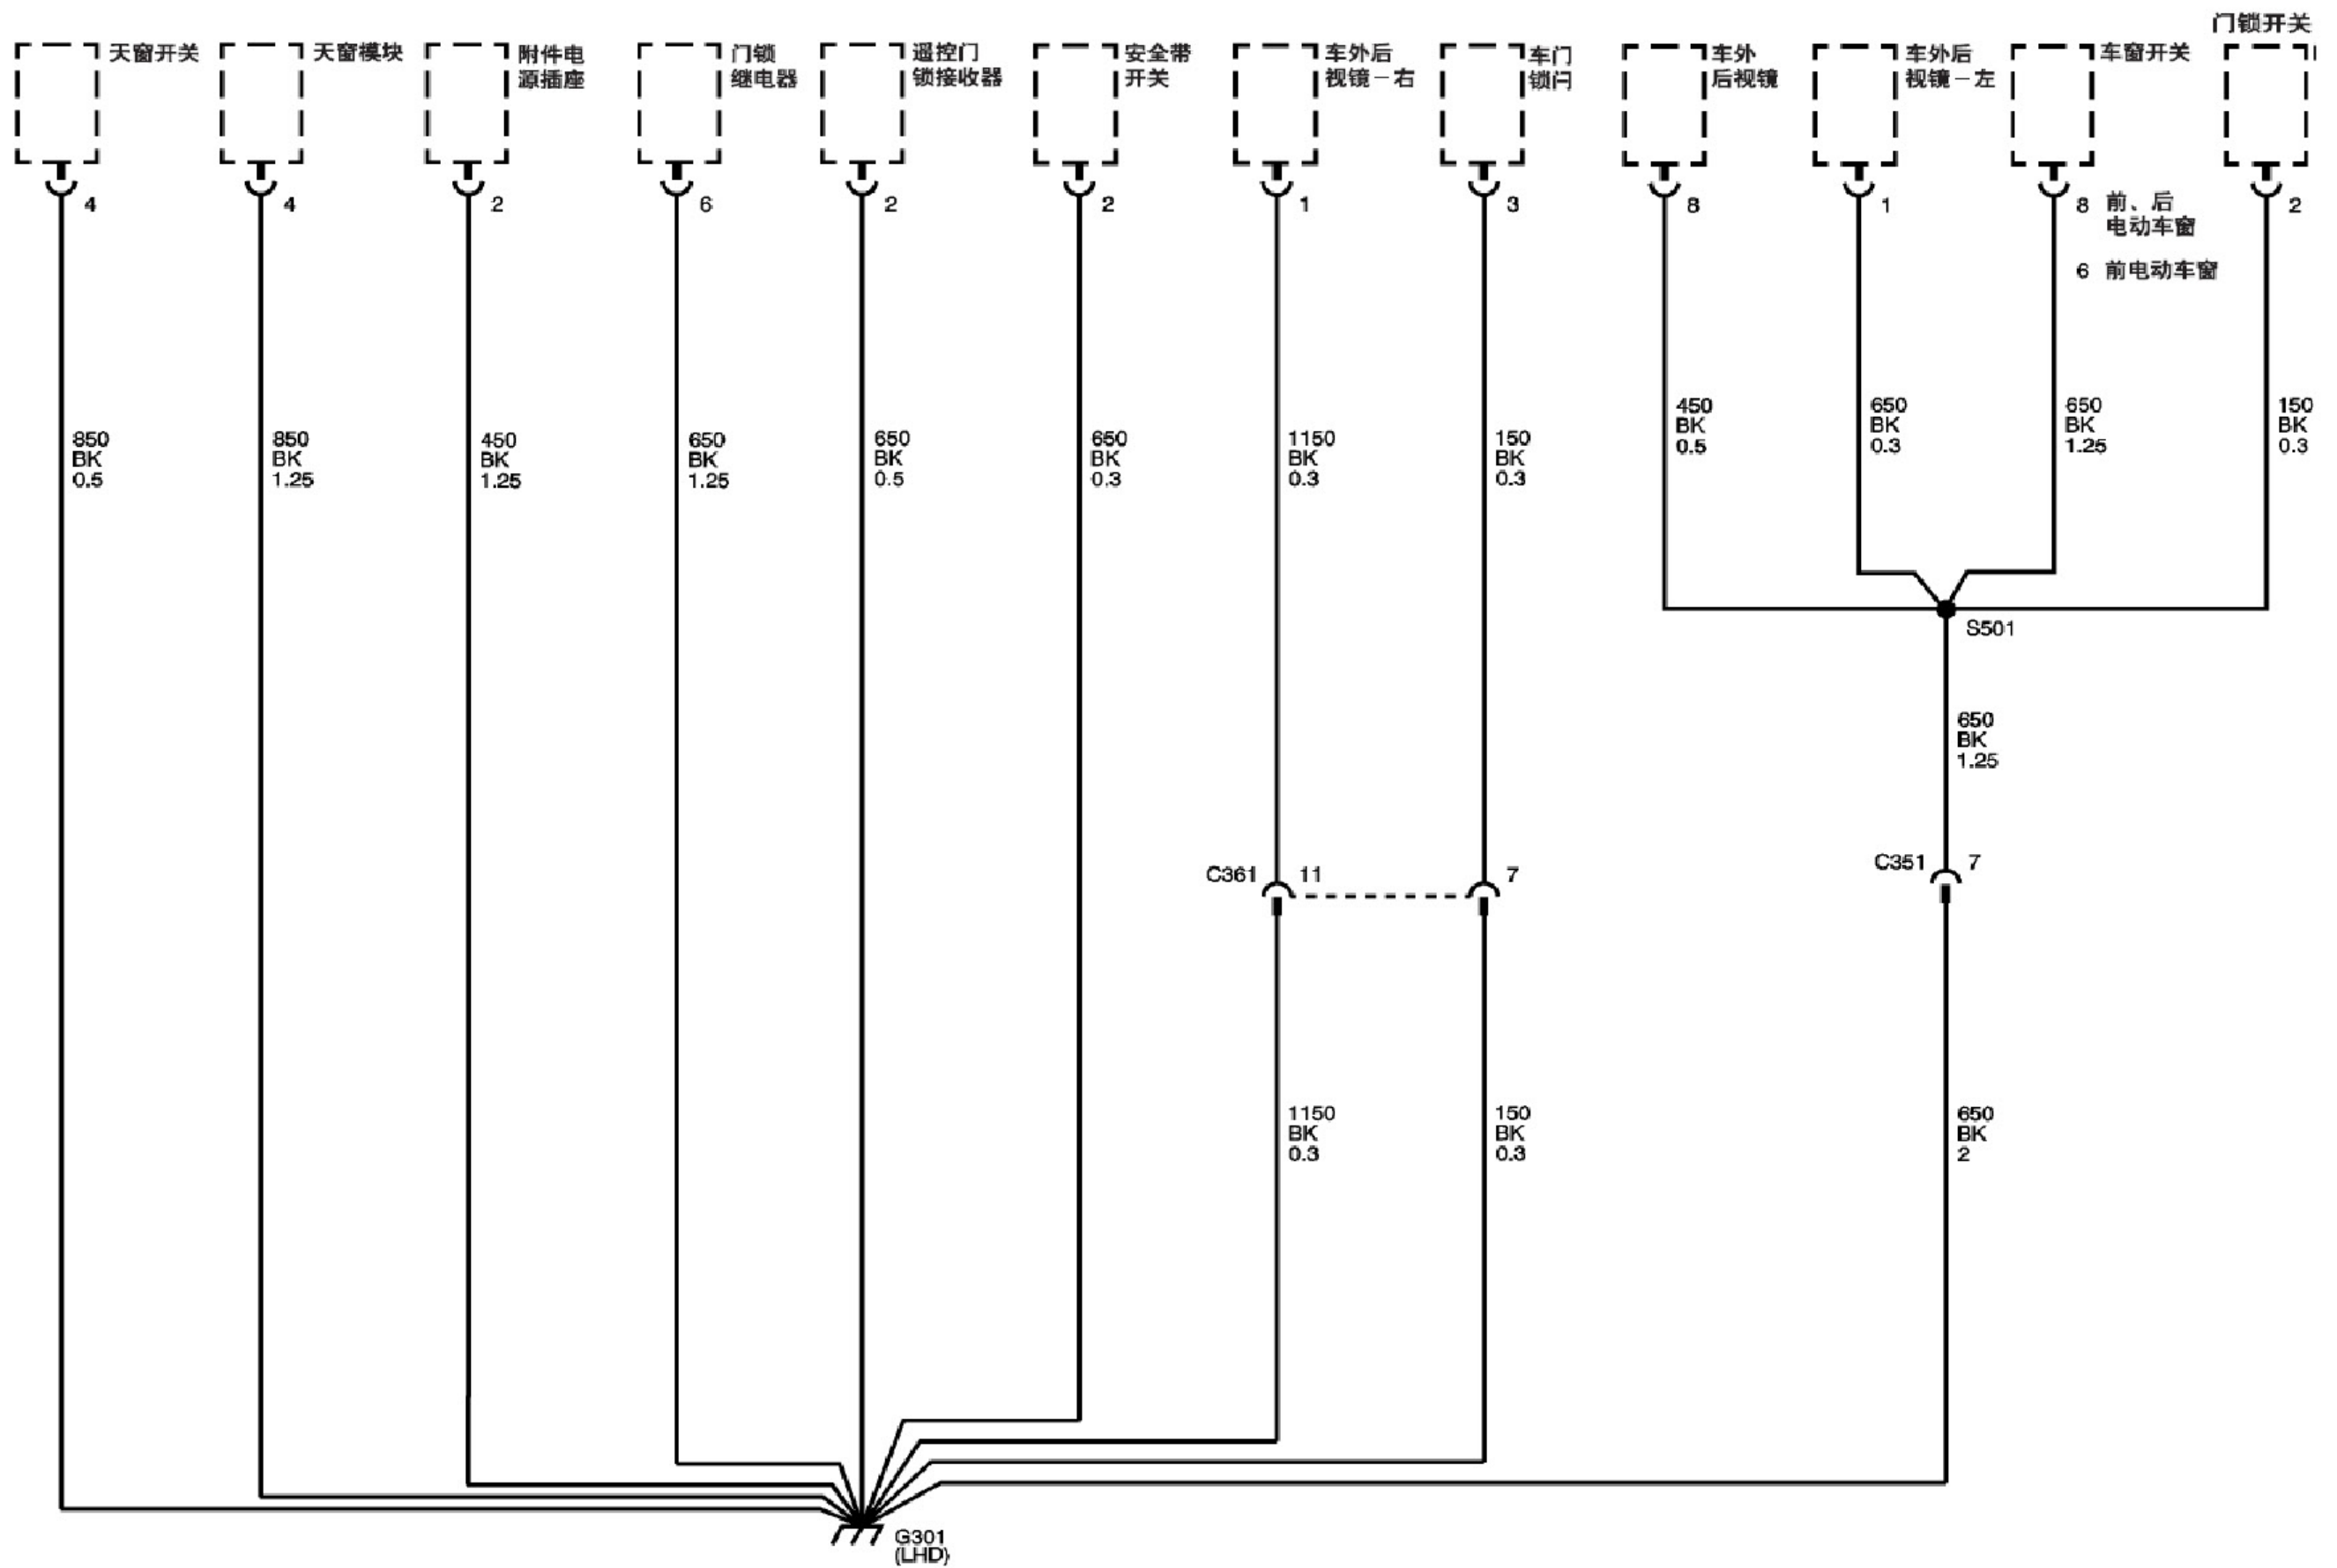 门锁开关
天窗开关
天窗模块
附件电
源插座
门锁
继电器
遥控门
锁接收器
安全带
开关
车外后
视镜－右
车门
锁闩
车外
后视镜
车外后
视镜－左
车窗开关
4
4
2
6
2
2
1
3
8
1
8 前、后
电动车窗
6 前电动车窗
2
850
BK
0.5
850
BK
1.25
450
BK
1.25
650
BK
1.25
650
BK
0.5
650
BK
0.3
1150
BK
0.3
150
BK
0.3
450
BK
0.5
650
BK
0.3
650
BK
1.25
150
BK
0.3
S501
650
BK
1.25
C361 11
7
C351 7
1150
BK
0.3
150
BK
0.3
650
BK
2
G301
(LHD)